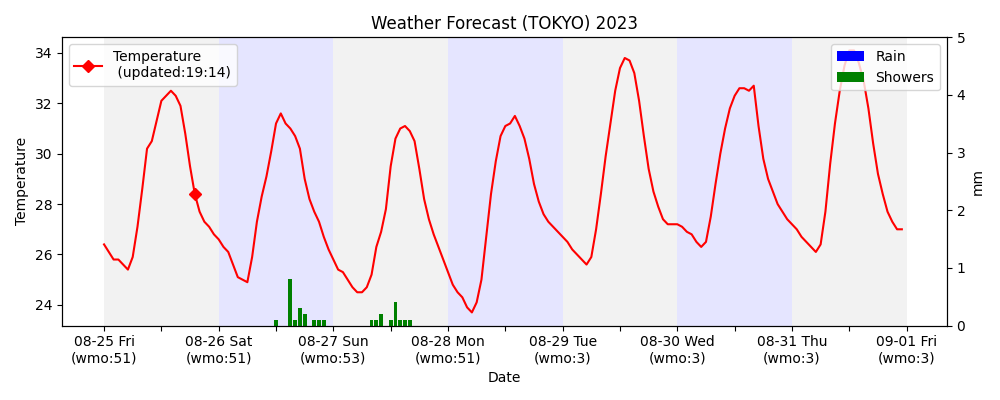 Weather Forecast (TOKYO) 2023
Temperature
(updated:19:14)
Rain
Showers
34
32
30
28
26
24
Temperature
5
4
3
2
1
0
mm
08-25 Fri
(wmo:51)
08-26 Sat
(wmo:51)
08-27 Sun
(wmo:53)
08-28 Mon
(wmo:51)
08-29 Tue
(wmo:3)
08-30 Wed
(wmo:3)
08-31 Thu
(wmo:3)
09-01 Fri
(wmo:3)
Date